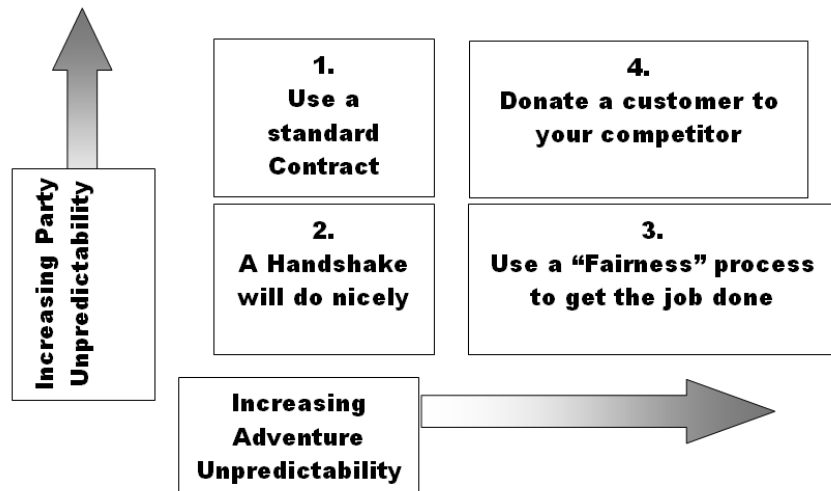 1.
Use a
standard
Contract
4.
Donate a customer to
your competitor
2.
A Handshake
will do nicely
3.
Use a “Fairness” process
to get the job done
Increasing Party
Unpredictability
Increasing
Adventure
Unpredictability